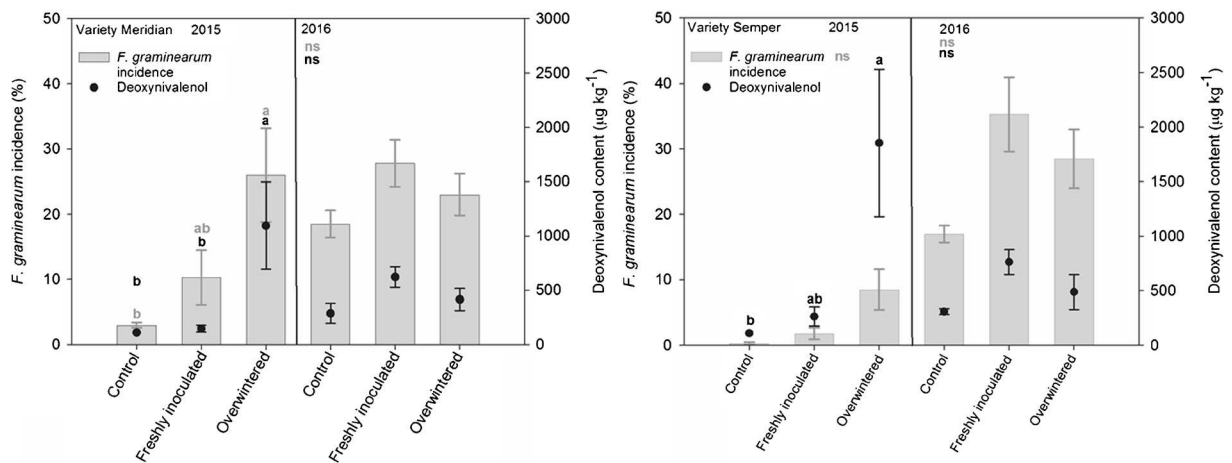 Variety Meridian 2015 2016
F. graminearum
incidence
Deoxynivalenol
ns
ns
50
40
30
20
10
0
F. graminearum incidence (%)
b
b
ab
b
a
a
3000
2500
2000
1500
1000
500
0
Deoxynivalenol content (µg kg-1)
Control
Freshly inoculated
Overwintered
Control
Freshly inoculated
Overwintered
Variety Semper 2015 2016
F. graminearum
incidence ns
Deoxynivalenol
ns
ns
50
40
30
20
10
0
F. graminearum incidence (%)
b
ab
a
3000
2500
2000
1500
1000
500
0
Deoxynivalenol content (µg kg-1)
Control
Freshly inoculated
Overwintered
Control
Freshly inoculated
Overwintered